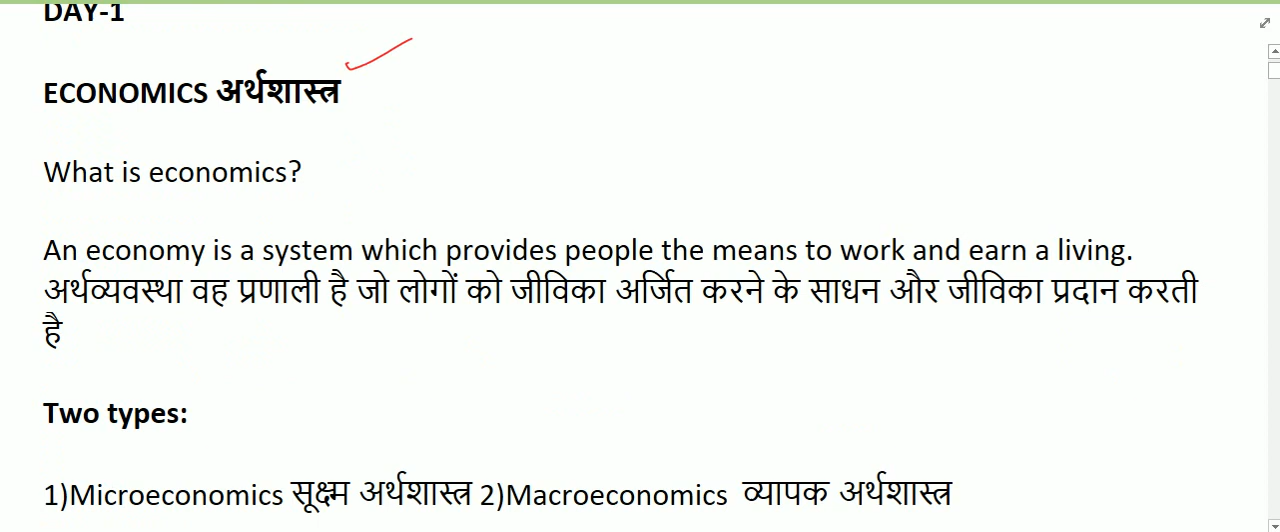 DAY-1
ECONOMICS अर्थशास्त्र
What is economics?
An economy is a system which provides people the means to work and earn a living.
अर्थव्यवस्था वह प्रणाली है जो लोगों को जीविका अर्जित करने के साधन और जीविका प्रदान करती
है
Two types:
1)Microeconomics सूक्ष्म अर्थशास्त्र 2)Macroeconomics व्यापक अर्थशास्त्र